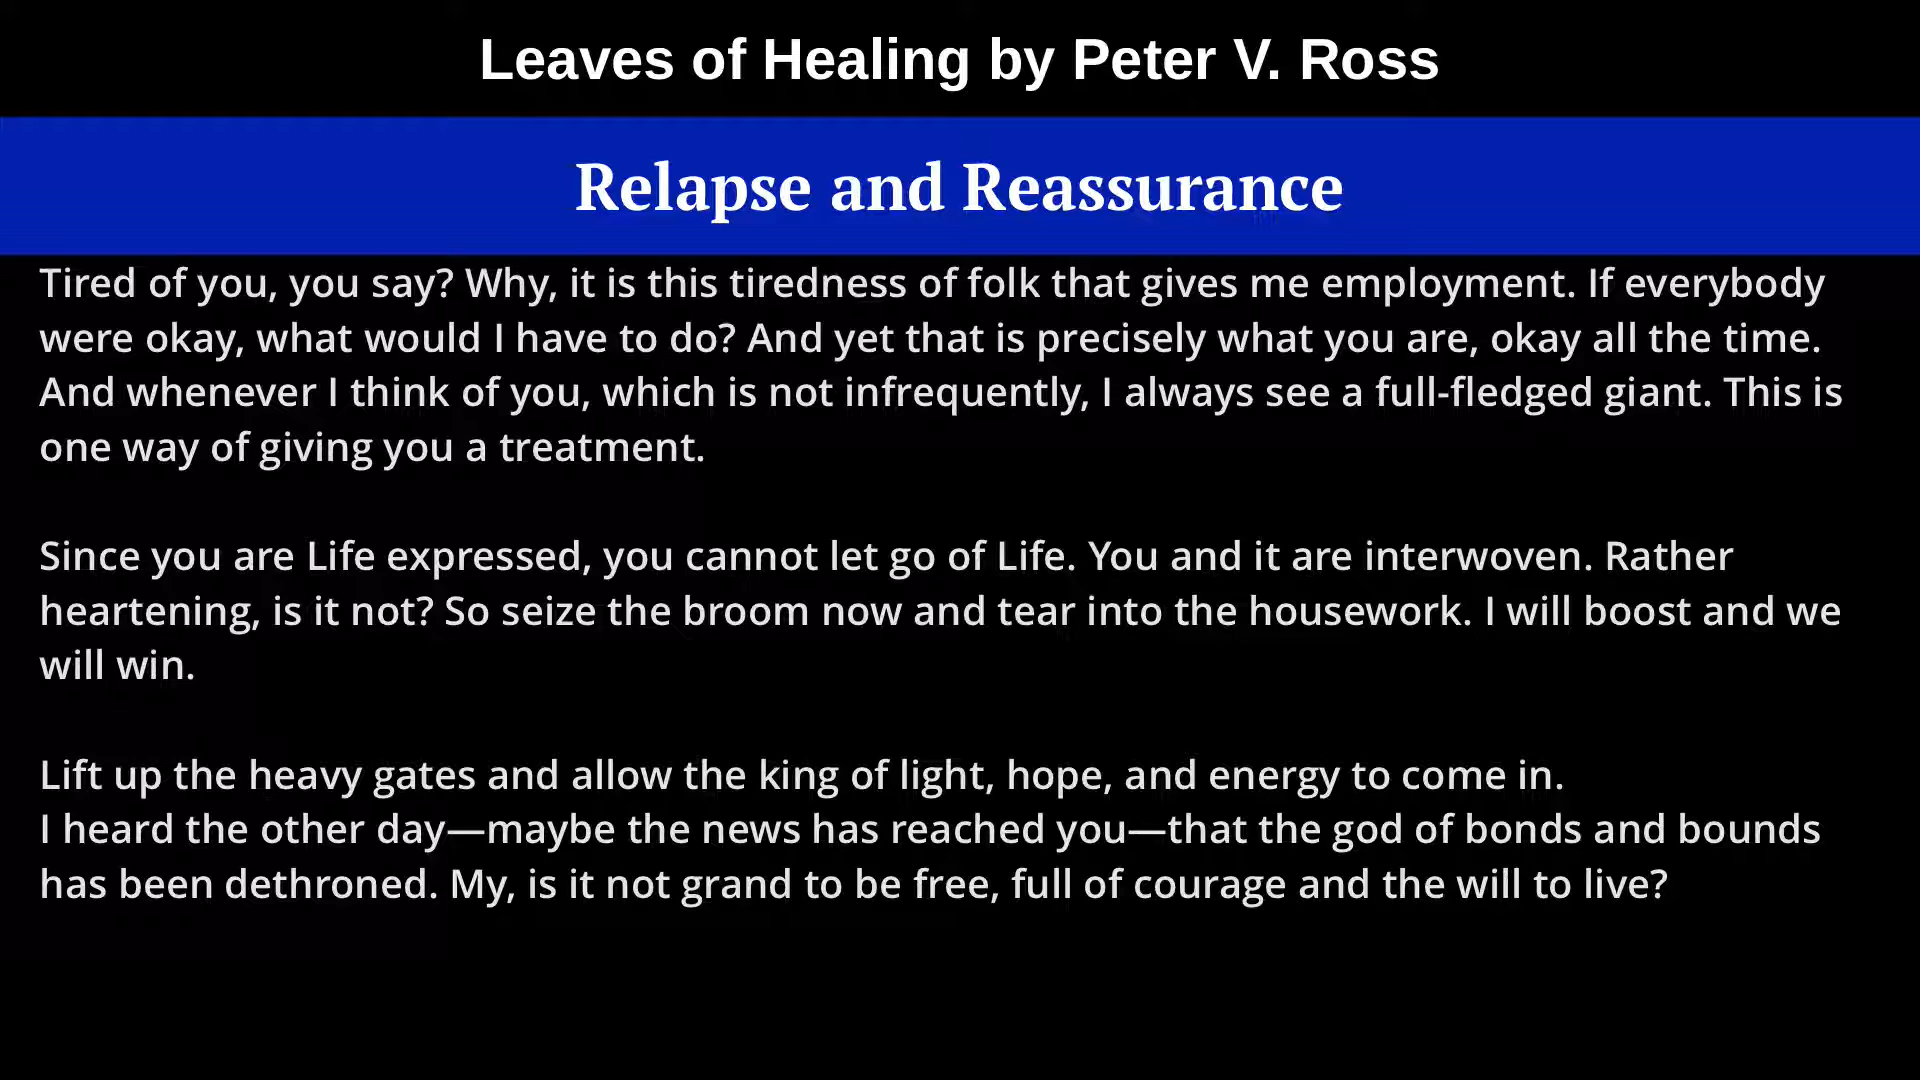 Leaves of Healing by Peter V. Ross
Relapse and Reassurance
Tired of you, you say? Why, it is this tiredness of folk that gives me employment. If everybody
were okay, what would I have to do? And yet that is precisely what you are, okay all the time.
And whenever I think of you, which is not infrequently, I always see a full-fledged giant. This is
one way of giving you a treatment.
Since you are Life expressed, you cannot let go of Life. You and it are interwoven. Rather
heartening, is it not? So seize the broom now and tear into the housework. I will boost and we
will win.
Lift up the heavy gates and allow the king of light, hope, and energy to come in.
I heard the other day—maybe the news has reached you—that the god of bonds and bounds
has been dethroned. My, is it not grand to be free, full of courage and the will to live?